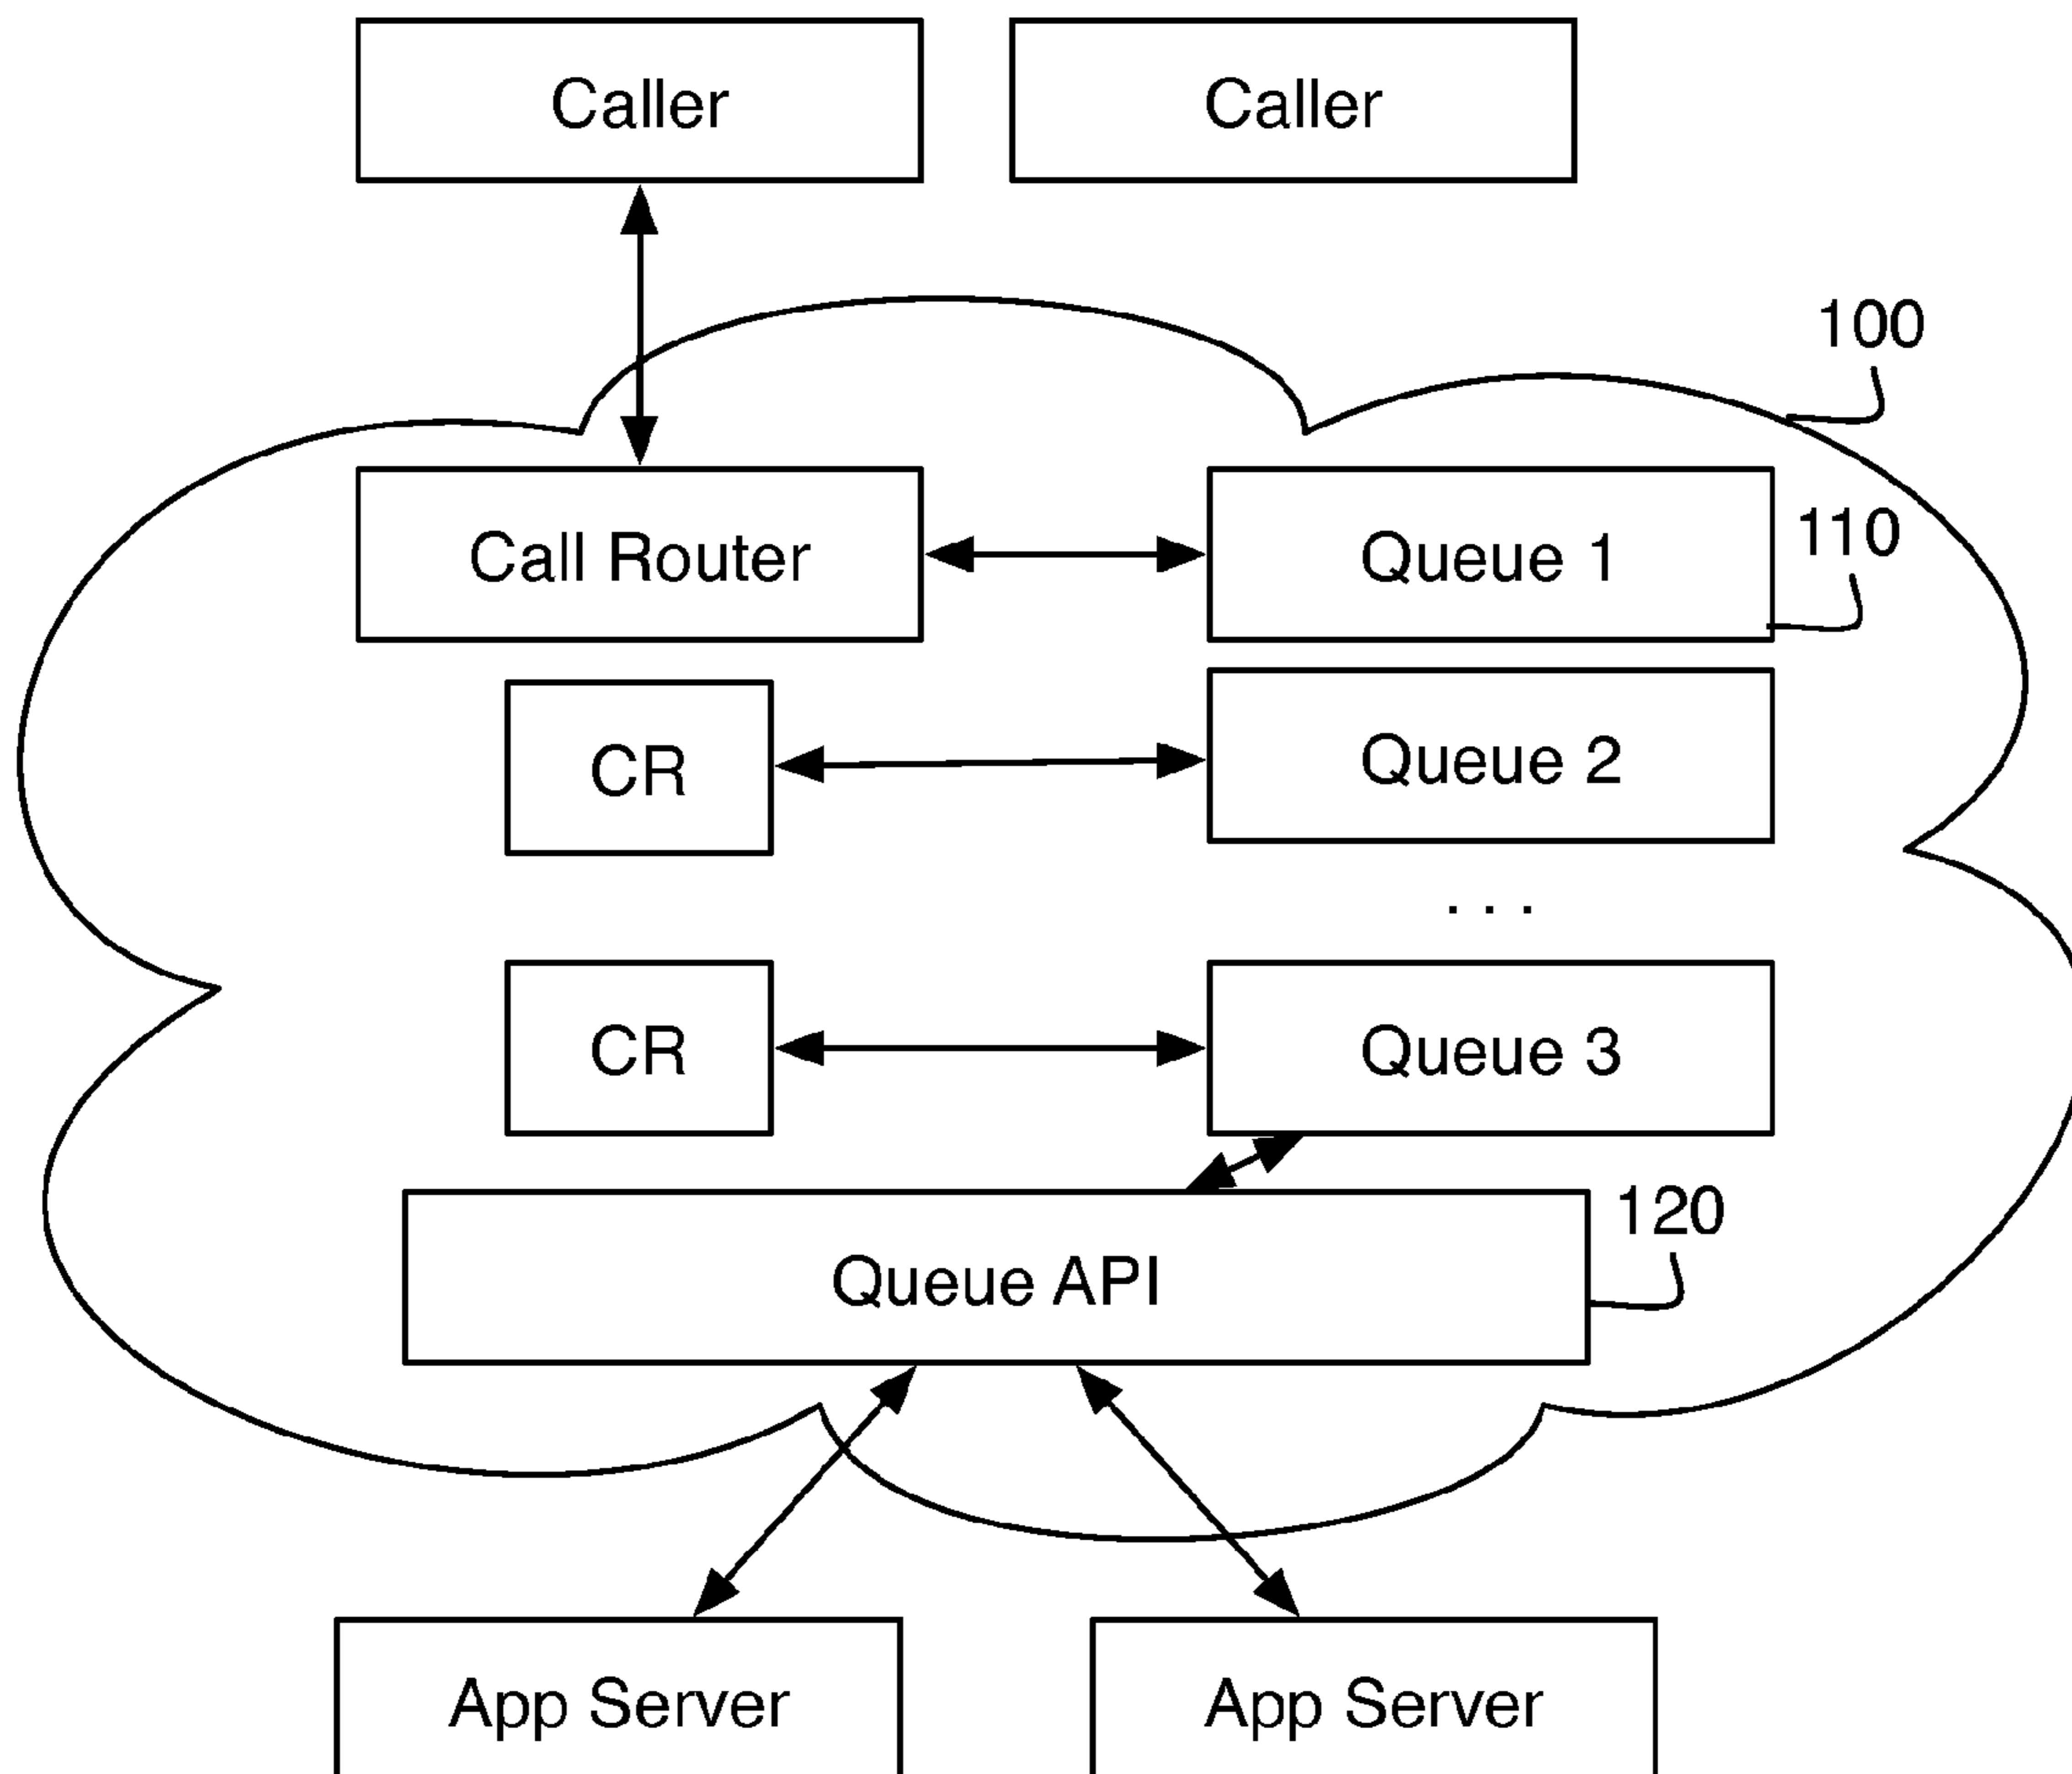 Caller
Caller
100
Call Router
Queue 1
110
CR
Queue 2
. . .
CR
Queue 3
120
Queue API
App Server
App Server